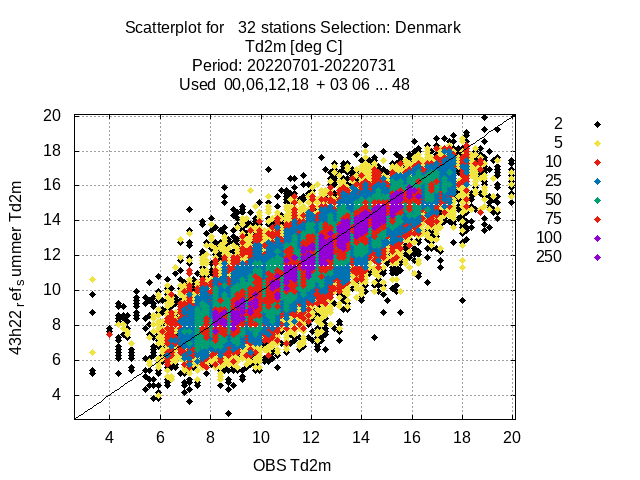 Scatterplot for 32 stations Selection: Denmark
Td2m [deg C]
Period: 20220701-20220731
Used 00,06,12,18 + 03 06 ... 48
20
18
16
14
12
10
8
6
4
43h22,ref_summer Td2m
4 6 8 10 12 14 16 18 20
OBS Td2m
2
5
10
25
50
75
100
250